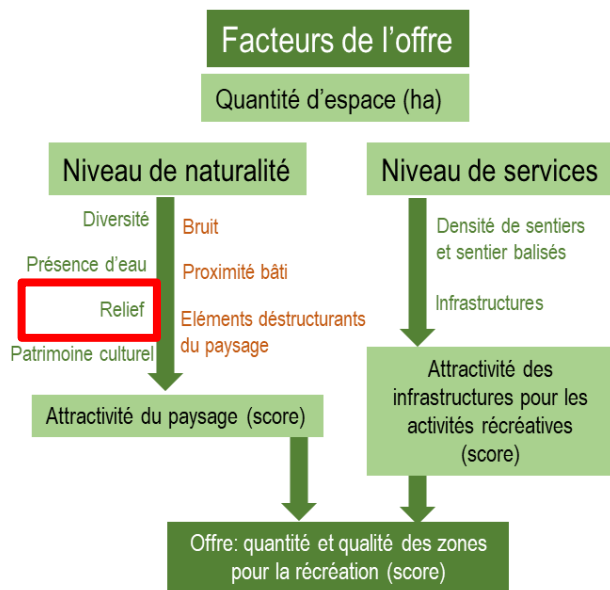 Facteurs de l'offre
Quantité d'espace (ha)
Niveau de naturalité
Diversité
Présence d'eau
Relief
Patrimoine culturel
Bruit
Proximité bâti
Eléments déstructurants
du paysage
Attractivité du paysage (score)
Niveau de services
Densité de sentiers
et sentier balisés
Infrastructures
Attractivité des
infrastructures pour les
activités récréatives
(score)
Offre: quantité et qualité des zones
pour la récréation (score)